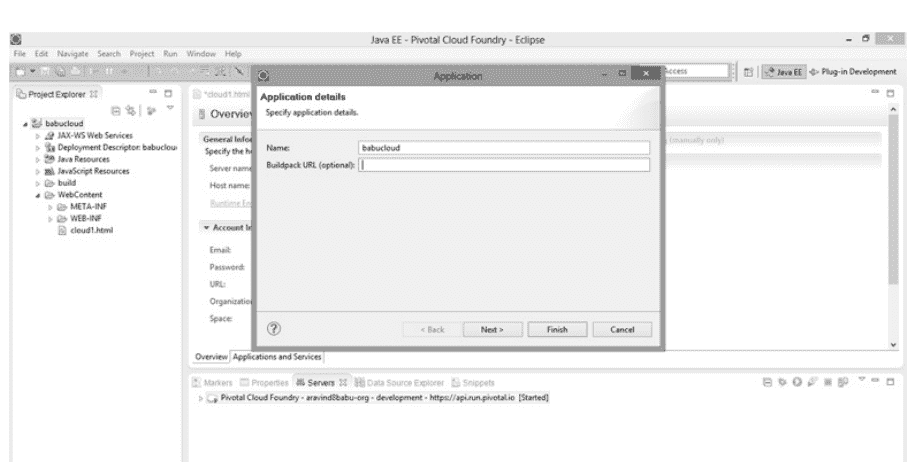 Java EE - Pivotal Cloud Foundry - Eclipse
File Edit Navigate Search Project Run Window Help
Access
Java EE
Plug-in Development
Project Explorer
babucloud
JAX-WS Web Services
Deployment Descriptor: babuclou
Java Resources
JavaScript Resources
build
WebContent
META-INF
WEB-INF
cloud1.html
*cloud1.html
Overview
General Infor
Specify the h
Server name
Host name:
Runtime En
Account In
Email:
Password:
URL:
Organization
Space:
(manually only)
Application
Application details
Specify application details.
Name: babucloud
Buildpack URL (optional):
< Back Next > Finish Cancel
Overview Applications and Services
Markers Properties Servers Data Source Explorer Snippets
Pivotal Cloud Foundry - aravind8babu-org - development - https://api.run.pivotal.io [Started]